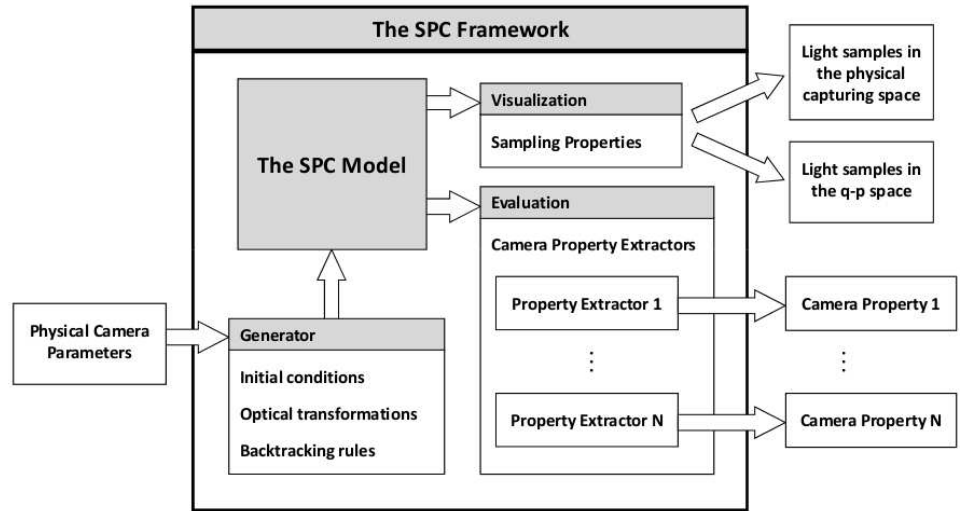 The SPC Framework
The SPC Model
Visualization
Sampling Properties
Light samples in
the physical
capturing space
Light samples in
the q-p space
Evaluation
Camera Property Extractors
Property Extractor 1
⋮
Property Extractor N
Camera Property 1
⋮
Camera Property N
Physical Camera
Parameters
Generator
Initial conditions
Optical transformations
Backtracking rules